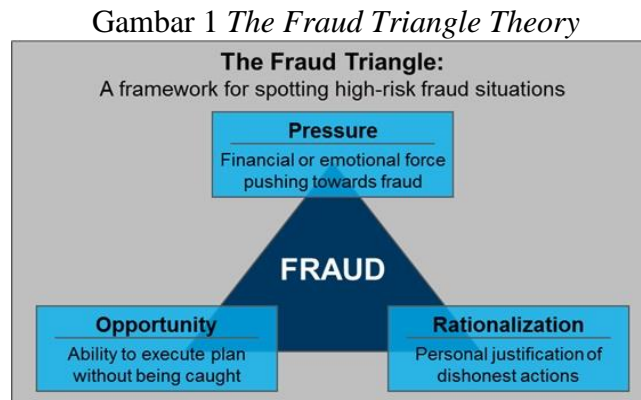 Gambar 1 The Fraud Triangle Theory
The Fraud Triangle:
A framework for spotting high-risk fraud situations
Pressure
Financial or emotional force
pushing towards fraud
FRAUD
Opportunity
Ability to execute plan
without being caught
Rationalization
Personal justification of
dishonest actions